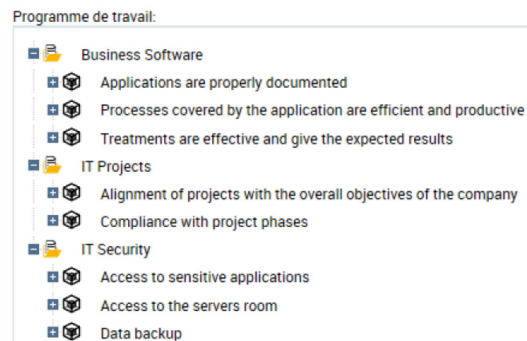 Programme de travail:
Business Software
Applications are properly documented
Processes covered by the application are efficient and productive
Treatments are effective and give the expected results
IT Projects
Alignment of projects with the overall objectives of the company
Compliance with project phases
IT Security
Access to sensitive applications
Access to the servers room
Data backup